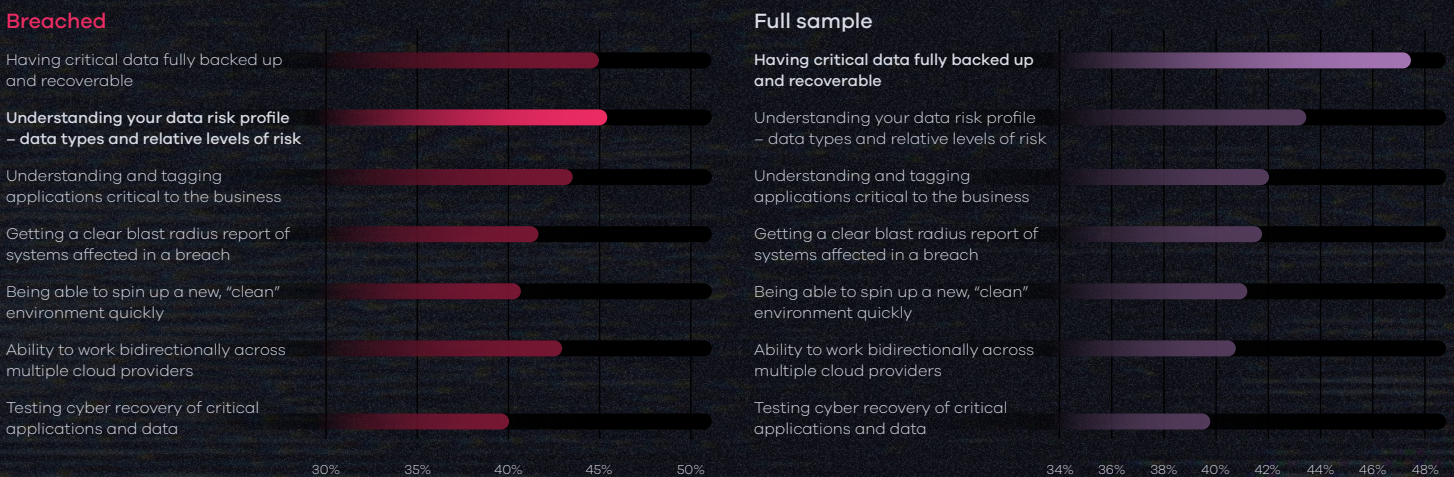 Breached
Having critical data fully backed up
and recoverable
Understanding your data risk profile
– data types and relative levels of risk
Understanding and tagging
applications critical to the business
Getting a clear blast radius report of
systems affected in a breach
Being able to spin up a new, “clean”
environment quickly
Ability to work bidirectionally across
multiple cloud providers
Testing cyber recovery of critical
applications and data
30% 35% 40% 45% 50%
Full sample
Having critical data fully backed up
and recoverable
Understanding your data risk profile
– data types and relative levels of risk
Understanding and tagging
applications critical to the business
Getting a clear blast radius report of
systems affected in a breach
Being able to spin up a new, “clean”
environment quickly
Ability to work bidirectionally across
multiple cloud providers
Testing cyber recovery of critical
applications and data
34% 36% 38% 40% 42% 44% 46% 48%